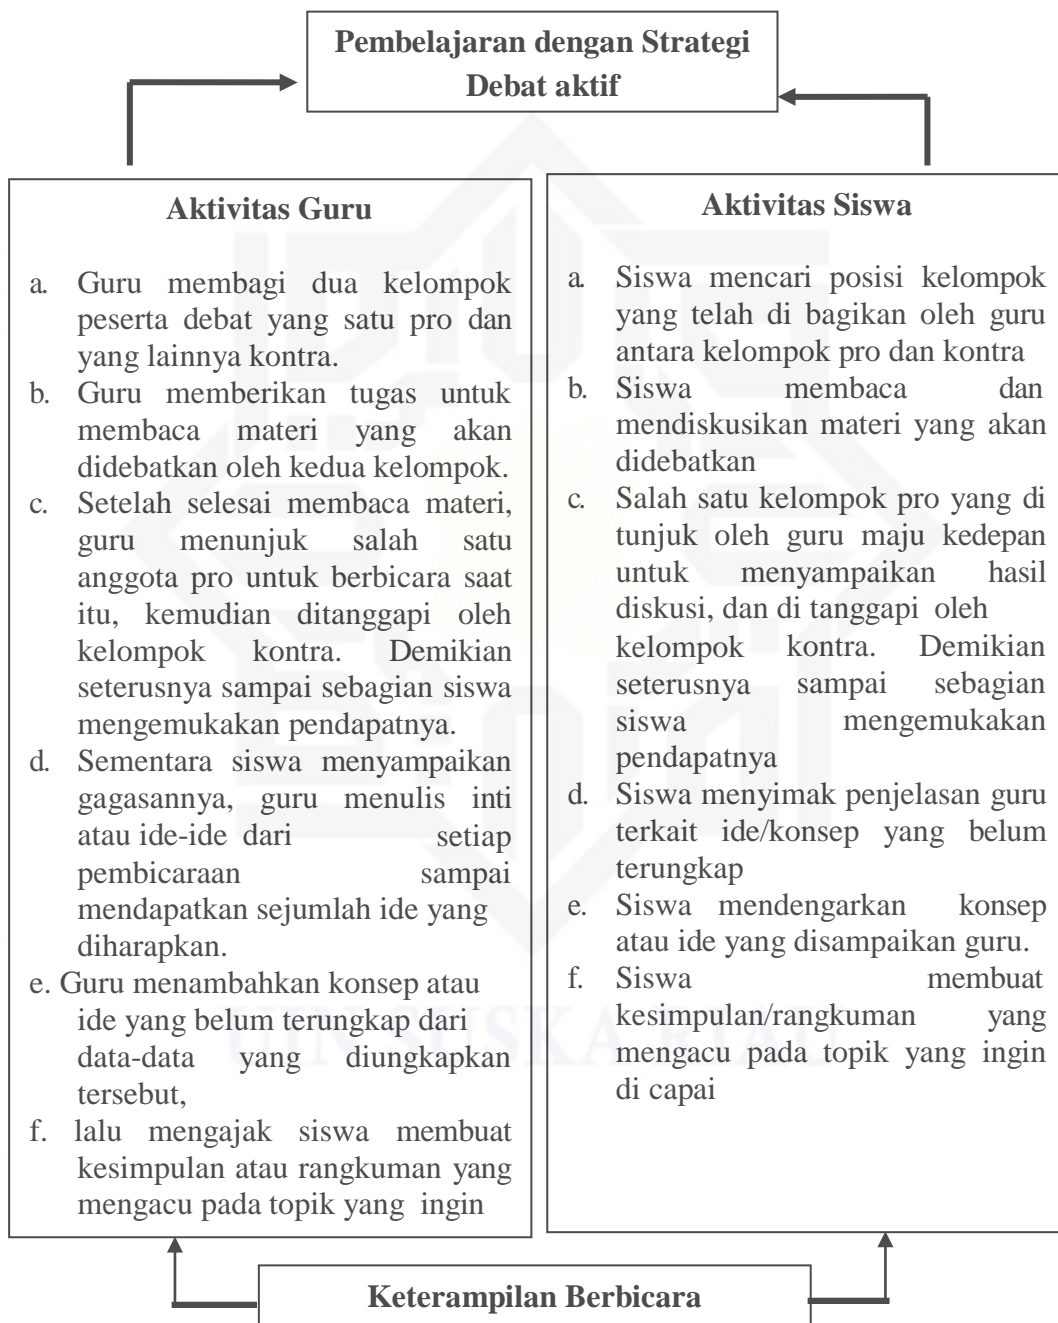 Pembelajaran dengan Strategi
Debat aktif
Aktivitas Guru
a. Guru membagi dua kelompok
peserta debat yang satu pro dan
yang lainnya kontra.
b. Guru memberikan tugas untuk
membaca materi yang akan
didebatkan oleh kedua kelompok.
c. Setelah selesai membaca materi,
guru menunjuk salah satu
anggota pro untuk berbicara saat
itu, kemudian ditanggapi oleh
kelompok kontra. Demikian
seterusnya sampai sebagian siswa
mengemukakan pendapatnya.
d. Sementara siswa menyampaikan
gagasannya, guru menulis inti
atau ide-ide dari setiap
pembicaraan sampai
mendapatkan sejumlah ide yang
diharapkan.
e. Guru menambahkan konsep atau
ide yang belum terungkap dari
data-data yang diungkapkan
tersebut,
f. lalu mengajak siswa membuat
kesimpulan atau rangkuman yang
mengacu pada topik yang ingin
Aktivitas Siswa
a. Siswa mencari posisi kelompok
yang telah di bagikan oleh guru
antara kelompok pro dan kontra
b. Siswa membaca dan
mendiskusikan materi yang akan
didebatkan
c. Salah satu kelompok pro yang di
tunjuk oleh guru maju kedepan
untuk menyampaikan hasil
diskusi, dan di tanggapi oleh
kelompok kontra. Demikian
seterusnya sampai sebagian
siswa mengemukakan
pendapatnya
d. Siswa menyimak penjelasan guru
terkait ide/konsep yang belum
terungkap
e. Siswa mendengarkan konsep
atau ide yang disampaikan guru.
f. Siswa membuat
kesimpulan/rangkuman yang
mengacu pada topik yang ingin
di capai
UIN SUSKA RIAU
Keterampilan Berbicara